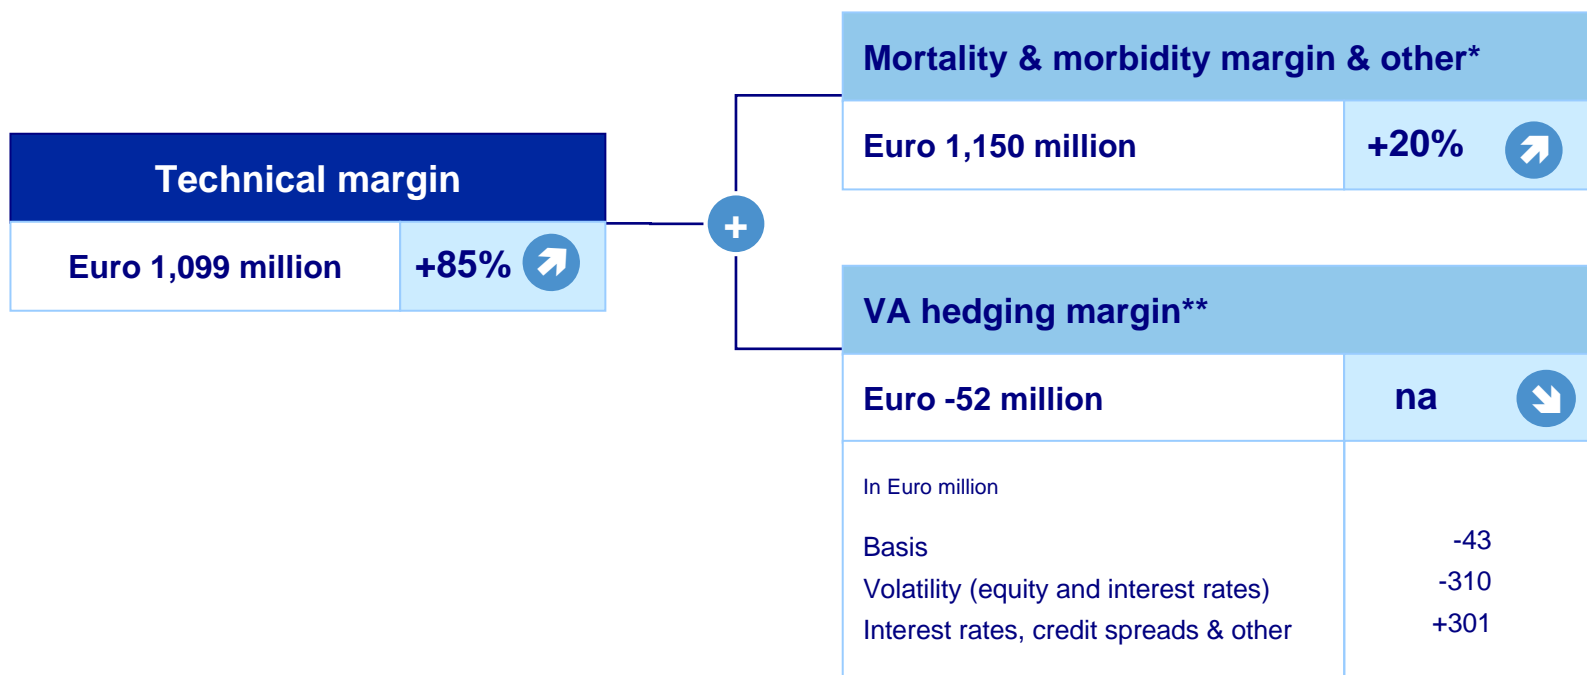 Technical margin
Euro 1,099 million +85%
+
Mortality & morbidity margin & other*
Euro 1,150 million +20%
VA hedging margin**
Euro -52 million na
In Euro million
Basis -43
Volatility (equity and interest rates) -310
Interest rates, credit spreads & other +301